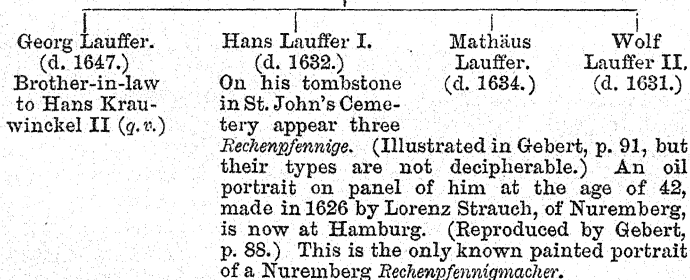 Georg Lauffer.
(d. 1647.)
Brother-in-law
to Hans Krau-
winckel II (q.v.)
Hans Lauffer I.
(d. 1632.)
On his tombstone
in St. John's Ceme-
tery appear three
Rechenpfennige. (Illustrated in Gebert, p. 91, but
their types are not decipherable.) An oil
portrait on panel of him at the age of 42,
made in 1626 by Lorenz Strauch, of Nuremberg,
is now at Hamburg. (Reproduced by Gebert,
p. 88.) This is the only known painted portrait
of a Nuremberg Rechenpfennigmacher.
Mathäus
Lauffer.
(d. 1634.)
Wolf
Lauffer II.
(d. 1631.)